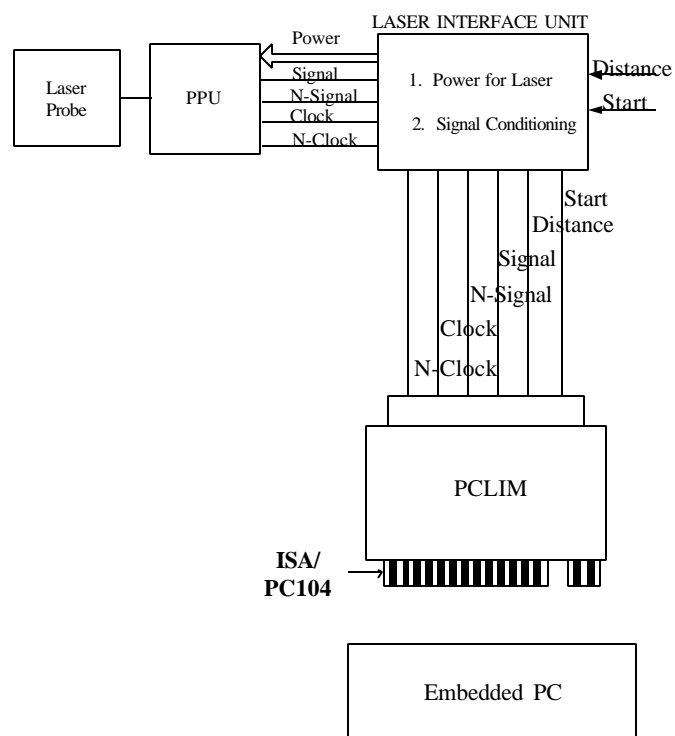 LASER INTERFACE UNIT
Power
Distance
Laser
Probe
PPU
Signal
1. Power for Laser
N-Signal
Start
Clock
2. Signal Conditioning
N-Clock
Start
Distance
Signal
N-Signal
Clock
N-Clock
PCLIM
ISA/
PC104
Embedded PC